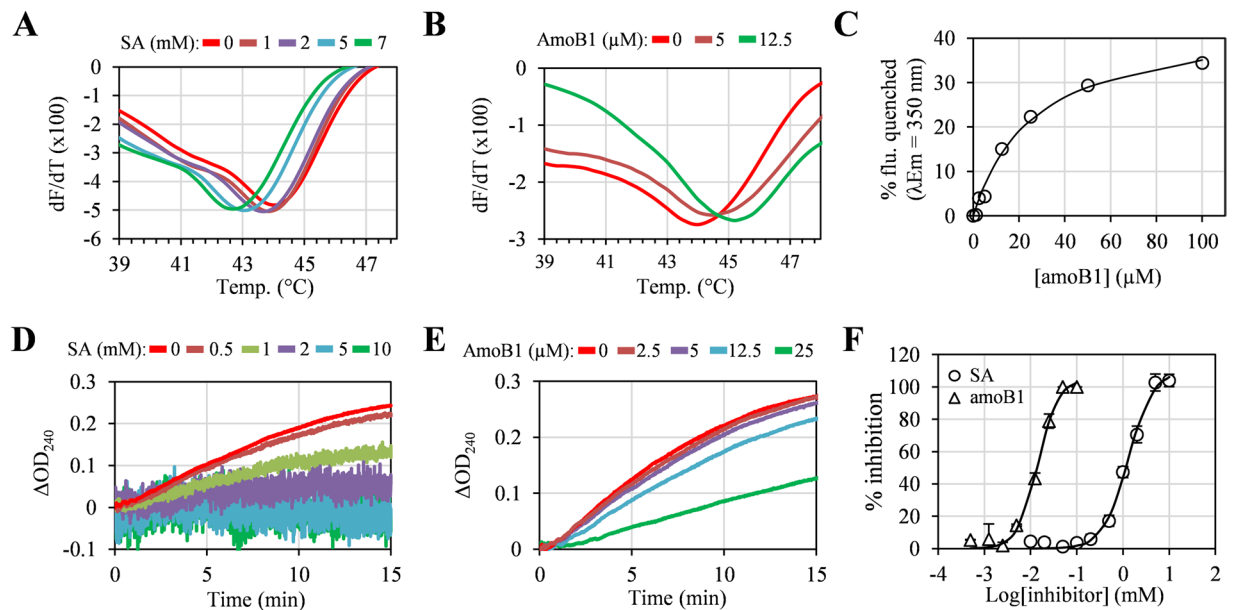 A
SA (mM): 0 1 2 5 7
0
-1
-2
-3
-4
-5
-6
dF/dT (x100)
39 41 43 45 47
Temp. (°C)
B
AmoB1 (µM): 0 5 12.5
0
-1
-2
-3
dF/dT (x100)
39 41 43 45 47
Temp. (°C)
C
40
30
20
10
0
% flu. quenched
(λEm = 350 nm)
0 20 40 60 80 100
[amoB1] (µM)
D
SA (mM): 0 0.5 1 2 5 10
0.3
0.2
0.1
0
-0.1
ΔOD240
0 5 10 15
Time (min)
E
AmoB1 (µM): 0 2.5 5 12.5 25
0.3
0.2
0.1
0
ΔOD240
0 5 10 15
Time (min)
F
120
100
80
60
40
20
0
% inhibition
SA
amoB1
-4 -3 -2 -1 0 1 2
Log[inhibitor] (mM)